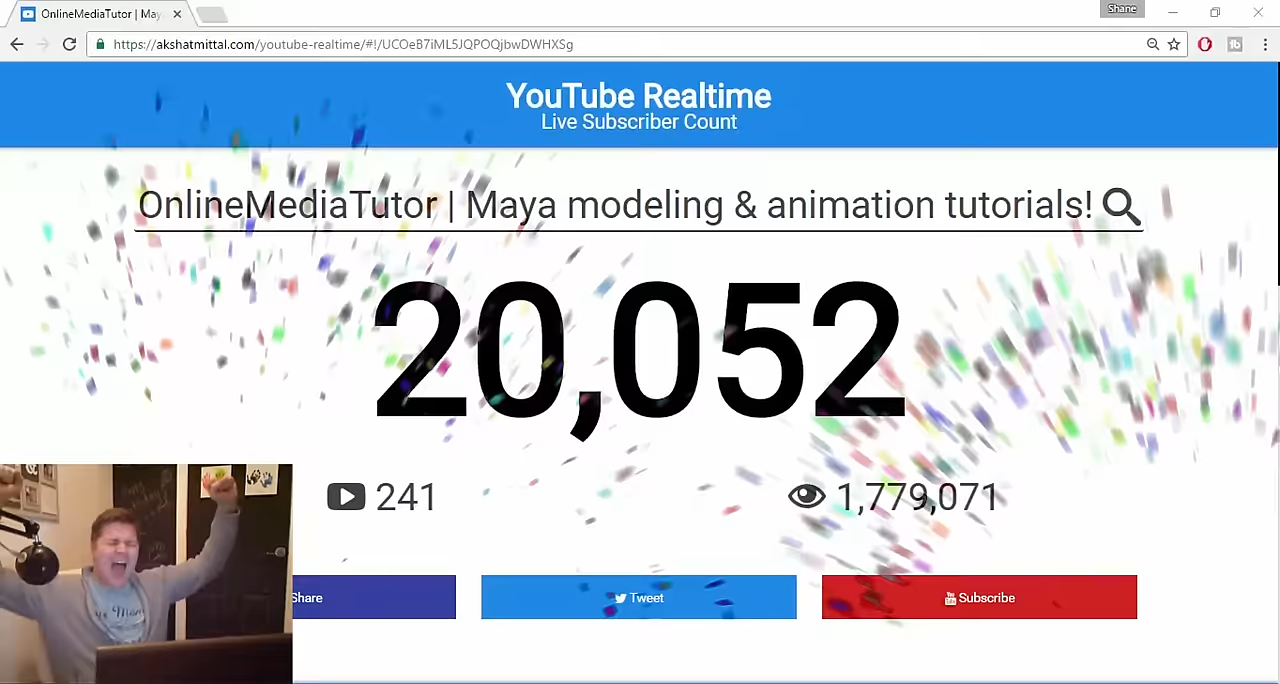 OnlineMediaTutor | May
Shane
https://akshatmittal.com/youtube-realtime/#!/UCOeB7iML5JQPOQjbwDWHXSg
YouTube Realtime
Live Subscriber Count
OnlineMediaTutor | Maya modeling & animation tutorials!
20,052
241
1,779,071
Share
Tweet
Subscribe